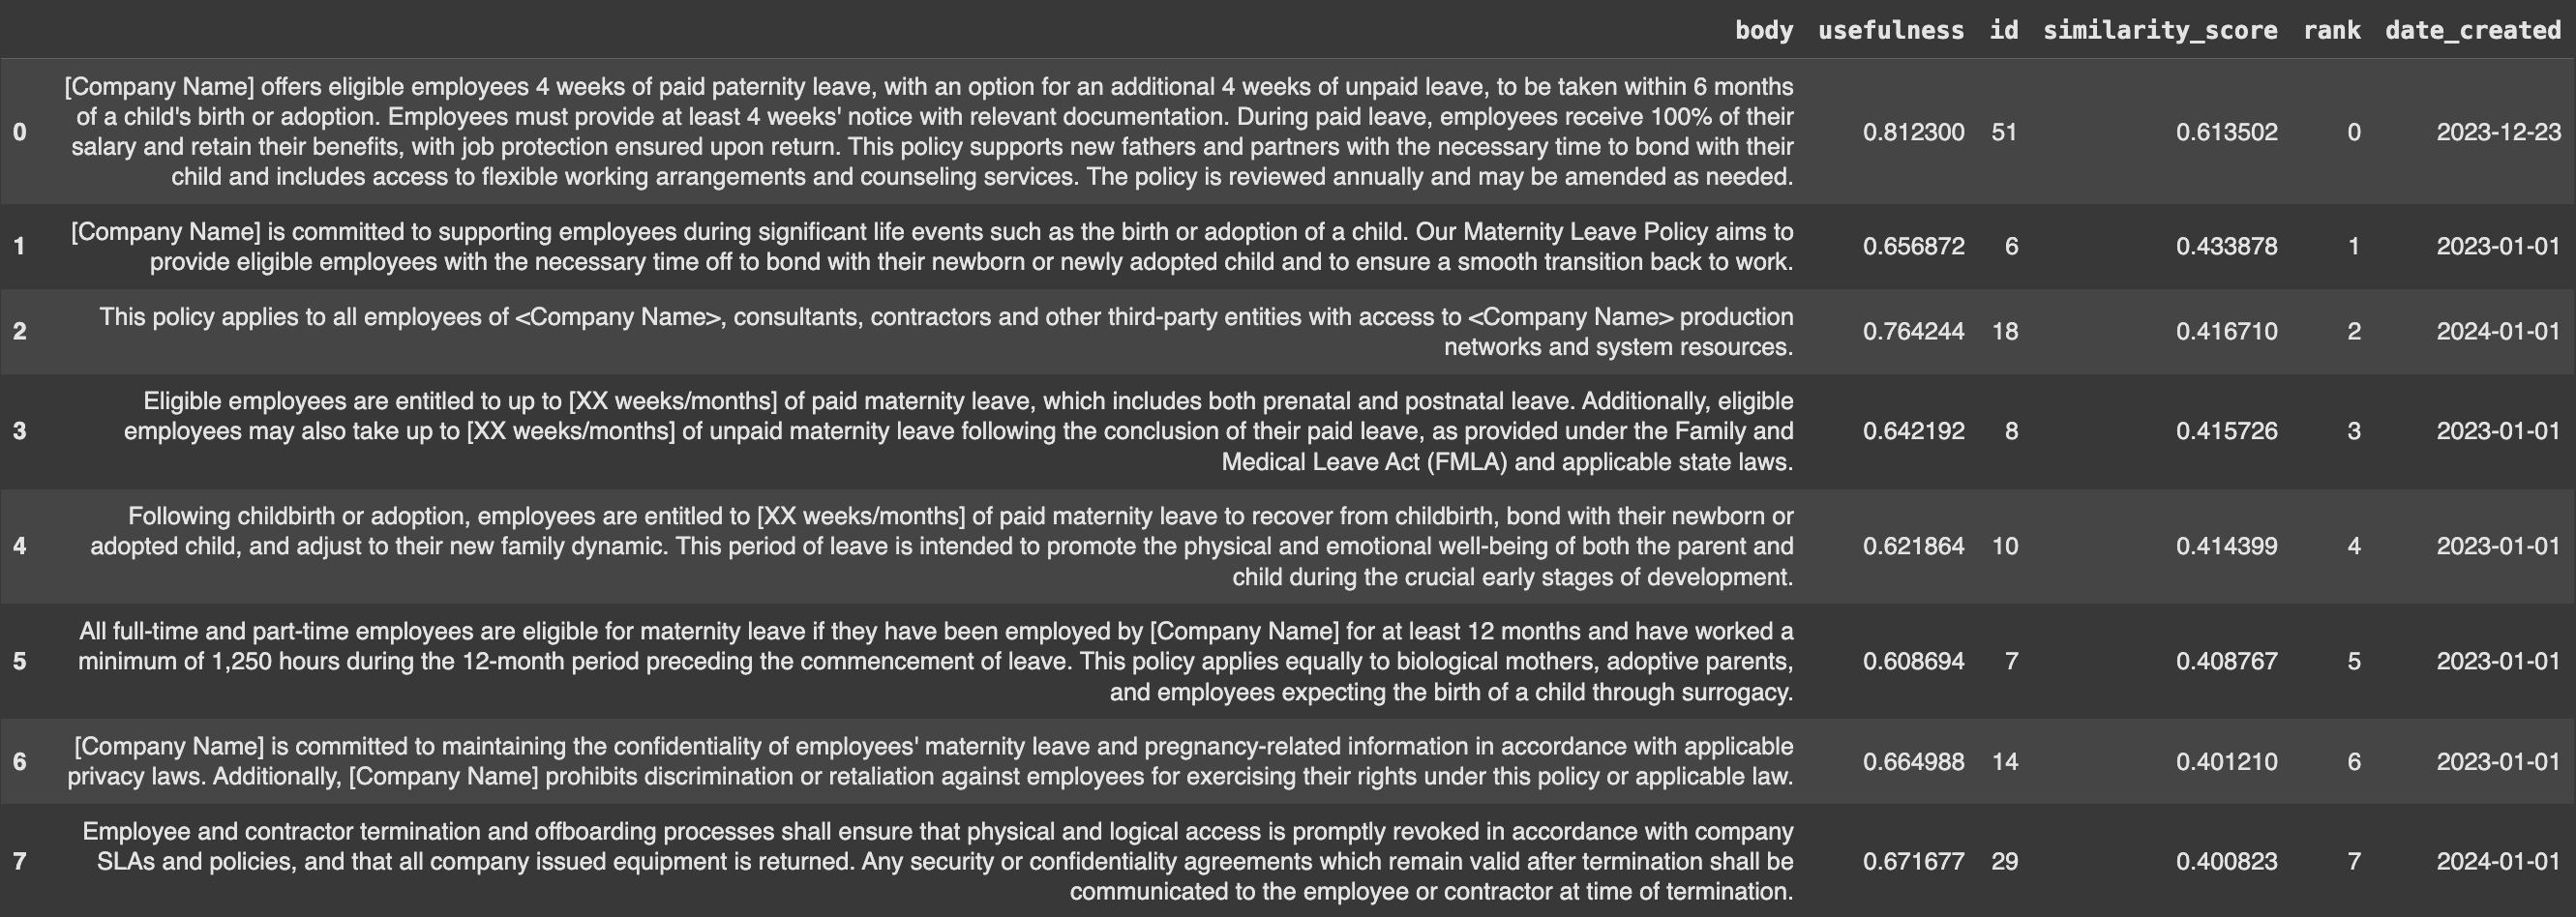 body usefulness id similarity_score rank date_created
[Company Name] offers eligible employees 4 weeks of paid paternity leave, with an option for an additional 4 weeks of unpaid leave, to be taken within 6 months
of a child's birth or adoption. Employees must provide at least 4 weeks' notice with relevant documentation. During paid leave, employees receive 100% of their
0 salary and retain their benefits, with job protection ensured upon return. This policy supports new fathers and partners with the necessary time to bond with their 0.812300 51 0.613502 0 2023-12-23
child and includes access to flexible working arrangements and counseling services. The policy is reviewed annually and may be amended as needed.
1 [Company Name] is committed to supporting employees during significant life events such as the birth or adoption of a child. Our Maternity Leave Policy aims to 0.656872 6 0.433878 1 2023-01-01
provide eligible employees with the necessary time off to bond with their newborn or newly adopted child and to ensure a smooth transition back to work.
2 This policy applies to all employees of <Company Name>, consultants, contractors and other third-party entities with access to <Company Name> production 0.764244 18 0.416710 2 2024-01-01
networks and system resources.
Eligible employees are entitled to up to [XX weeks/months] of paid maternity leave, which includes both prenatal and postnatal leave. Additionally, eligible
3 employees may also take up to [XX weeks/months] of unpaid maternity leave following the conclusion of their paid leave, as provided under the Family and 0.642192 8 0.415726 3 2023-01-01
Medical Leave Act (FMLA) and applicable state laws.
Following childbirth or adoption, employees are entitled to [XX weeks/months] of paid maternity leave to recover from childbirth, bond with their newborn or
4 adopted child, and adjust to their new family dynamic. This period of leave is intended to promote the physical and emotional well-being of both the parent and 0.621864 10 0.414399 4 2023-01-01
child during the crucial early stages of development.
All full-time and part-time employees are eligible for maternity leave if they have been employed by [Company Name] for at least 12 months and have worked a
5 minimum of 1,250 hours during the 12-month period preceding the commencement of leave. This policy applies equally to biological mothers, adoptive parents, 0.608694 7 0.408767 5 2023-01-01
and employees expecting the birth of a child through surrogacy.
6 [Company Name] is committed to maintaining the confidentiality of employees' maternity leave and pregnancy-related information in accordance with applicable 0.664988 14 0.401210 6 2023-01-01
privacy laws. Additionally, [Company Name] prohibits discrimination or retaliation against employees for exercising their rights under this policy or applicable law.
Employee and contractor termination and offboarding processes shall ensure that physical and logical access is promptly revoked in accordance with company
7 SLAs and policies, and that all company issued equipment is returned. Any security or confidentiality agreements which remain valid after termination shall be 0.671677 29 0.400823 7 2024-01-01
communicated to the employee or contractor at time of termination.